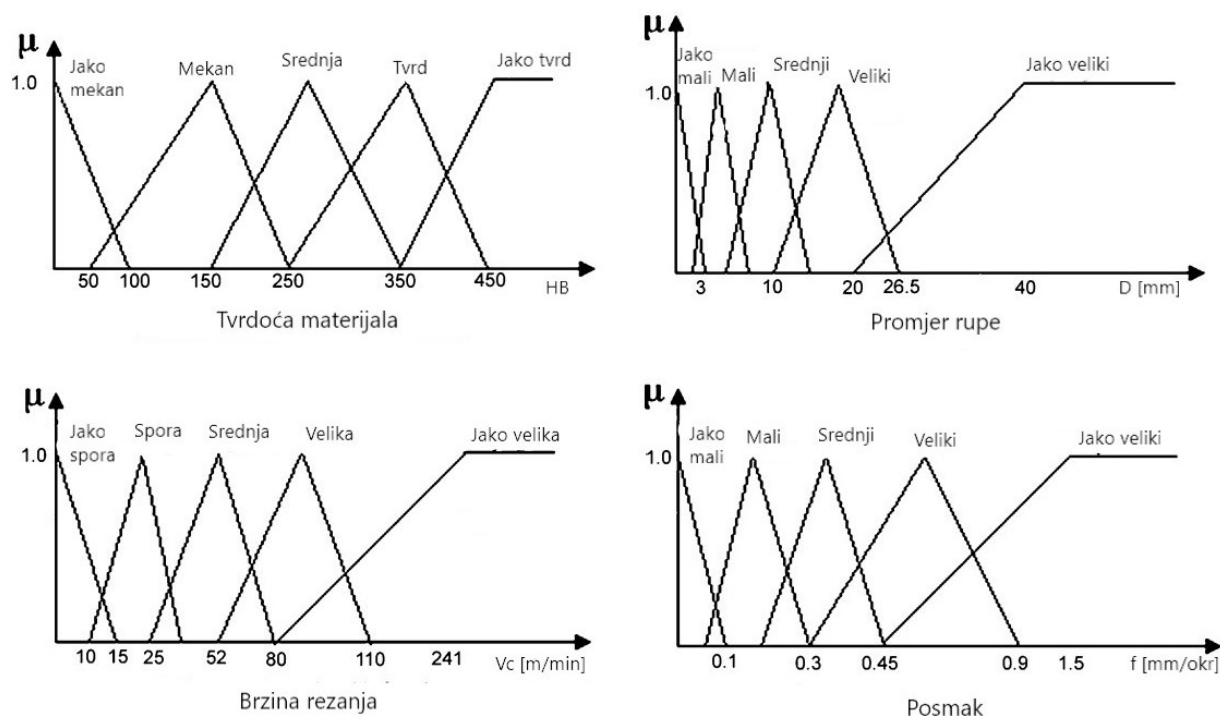 μ
Jako
mekan
Mekan
Srednja
Tvrd
Jako tvrd
1.0
50 100 150 250 350 450
HB
Tvrdoća materijala
μ
Jako
mali
Mali
Srednji
Veliki
Jako veliki
1.0
3 10 20 26.5 40 D [mm]
Promjer rupe
μ
Jako
spora
Spora
Srednja
Velika
Jako velika
1.0
10 15 25 52 80 110 241 Vc [m/min]
Brzina rezanja
μ
Jako
mali
Mali
Srednji
Veliki
Jako veliki
1.0
0.1 0.3 0.45 0.9 1.5 f [mm/okr]
Posmak